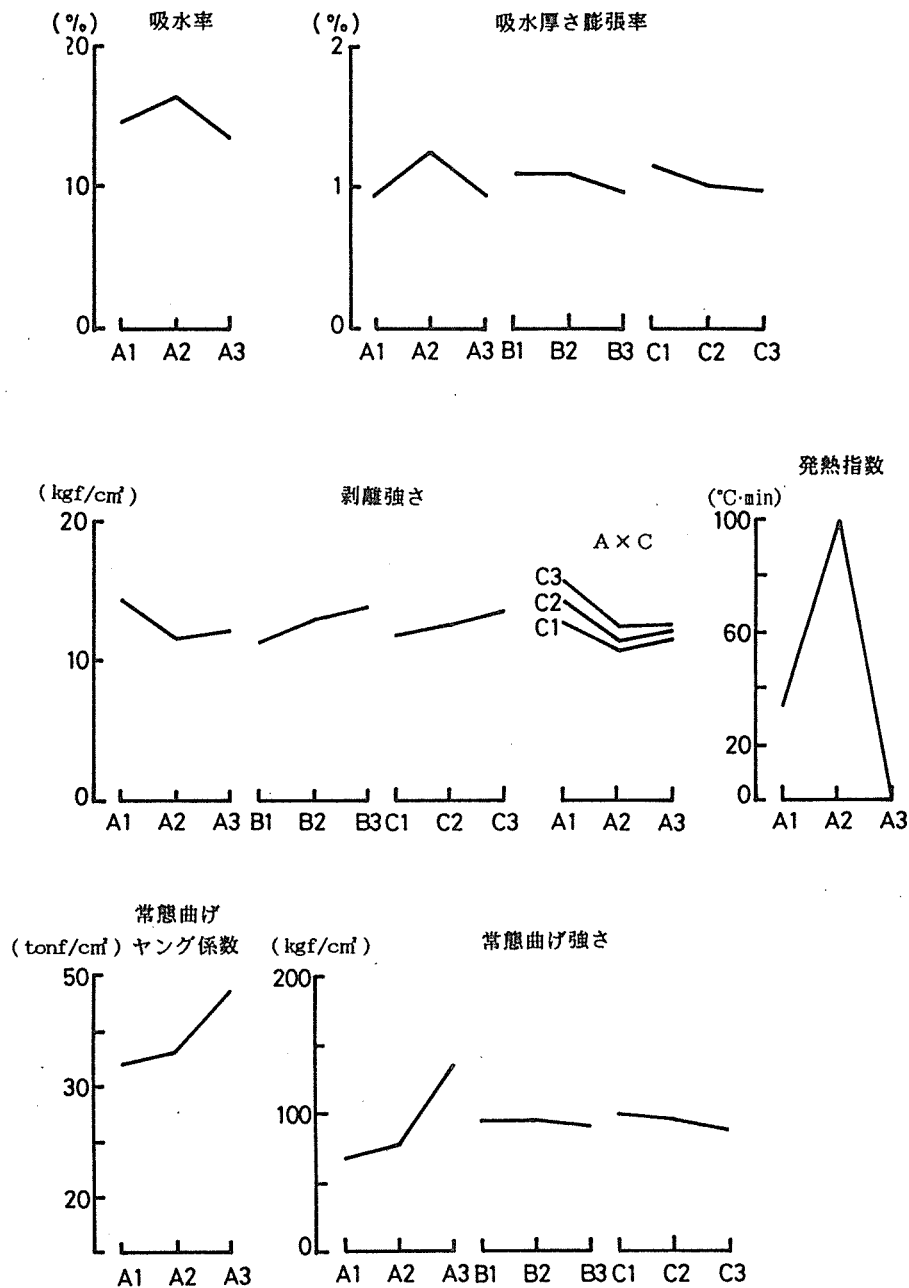 (%) 吸水率
20
10
0
A1 A2 A3
(%) 吸水厚さ膨張率
2
1
0
A1 A2 A3 B1 B2 B3 C1 C2 C3
(kgf/c㎡) 剥離強さ
20
10
0
A1 A2 A3 B1 B2 B3 C1 C2 C3
A×C
C3
C2
C1
A1 A2 A3
発熱指数
(℃·min)
100
60
20
0
A1 A2 A3
常態曲げ
(tonf/c㎡) ヤング係数
50
30
20
A1 A2 A3
(kgf/c㎡) 常態曲げ強さ
200
100
0
A1 A2 A3 B1 B2 B3 C1 C2 C3